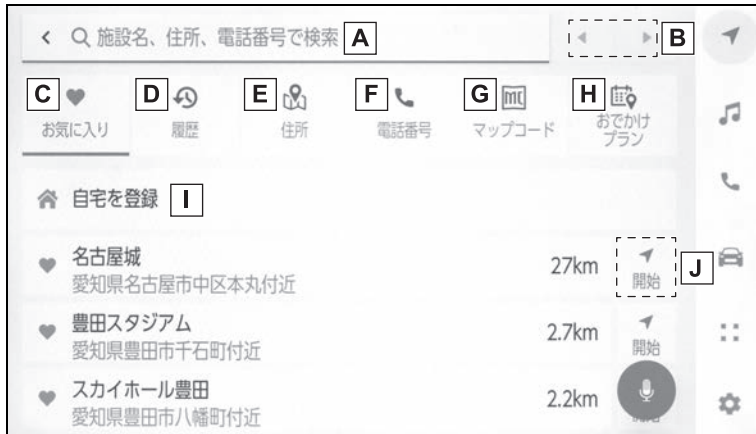 施設名、住所、電話番号で検索 A
B
C D E F G H
お気に入り 履歴 住所 電話番号 マップコード おでかけ
プラン
自宅を登録 I
名古屋城 27km J
愛知県名古屋市中区本丸付近 開始
豊田スタジアム 2.7km
愛知県豊田市千石町付近 開始
スカイホール豊田 2.2km
愛知県豊田市八幡町付近